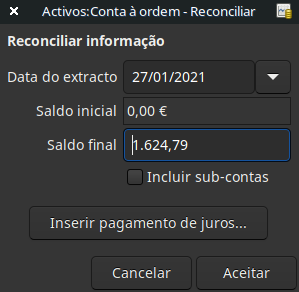 Activos:Conta à ordem - Reconciliar
Reconciliar informação
Data do extracto 27/01/2021
Saldo inicial 0,00 €
Saldo final 1.624,79
Incluir sub-contas
Inserir pagamento de juros...
Cancelar Aceitar